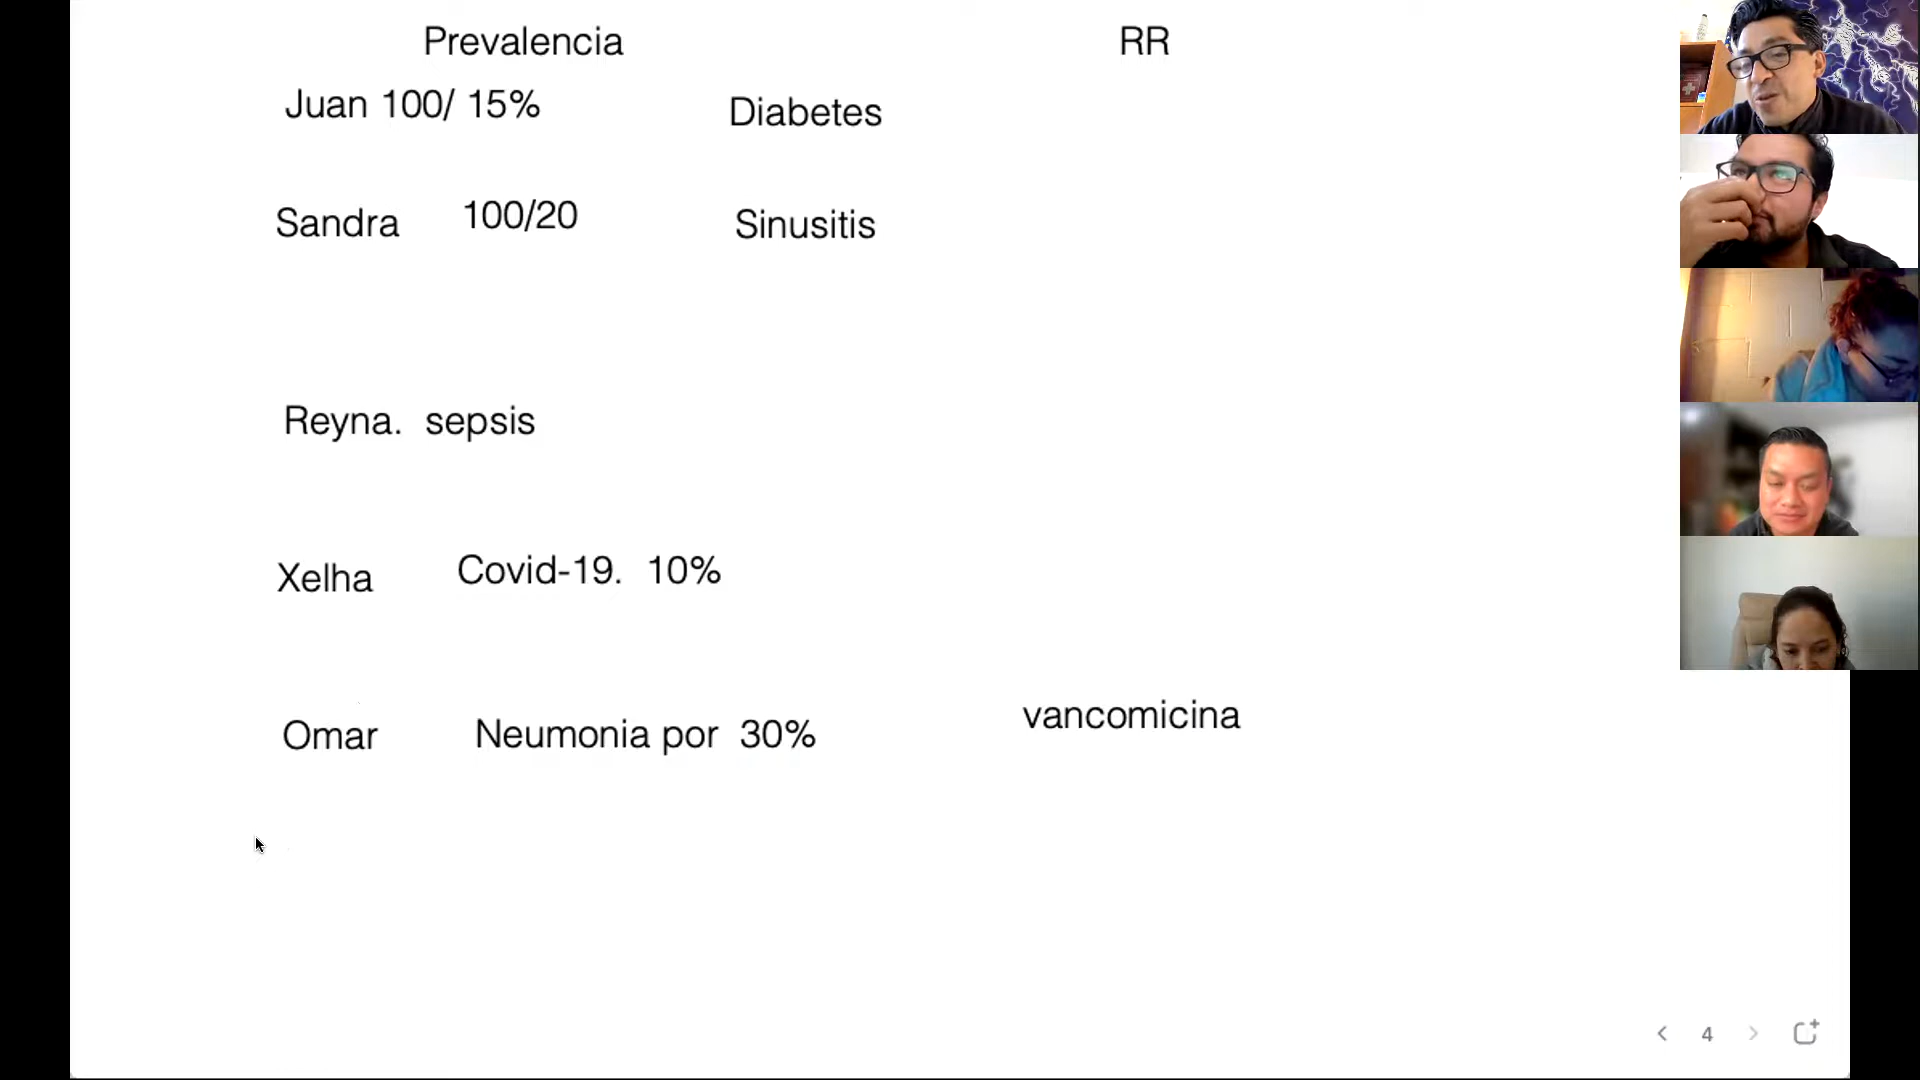 Prevalencia RR
Juan 100/ 15% Diabetes
Sandra 100/20 Sinusitis
Reyna. sepsis
Xelha Covid-19. 10%
Omar Neumonia por 30% vancomicina
4